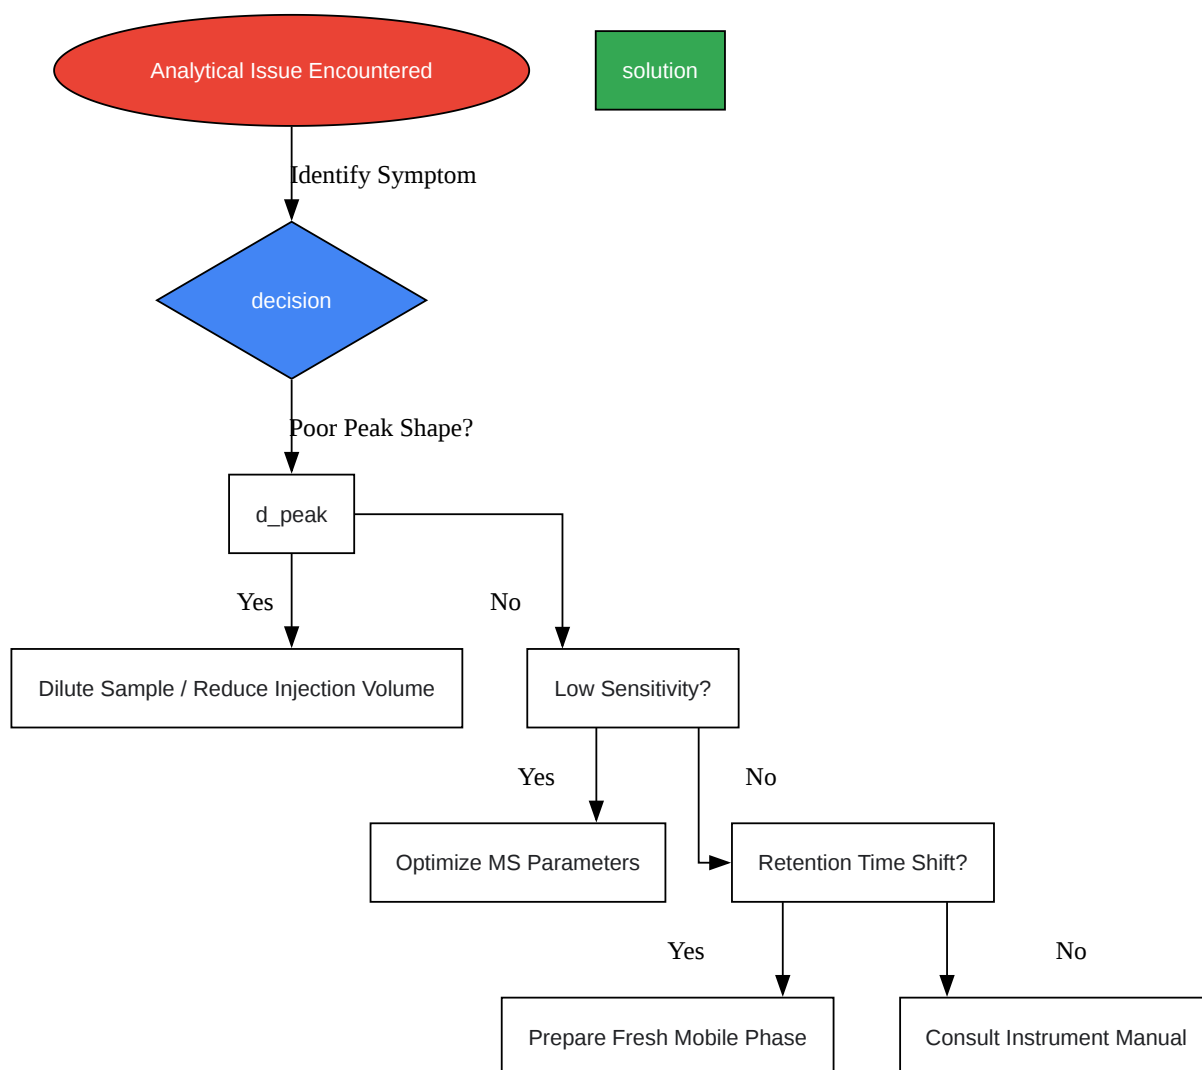 Analytical Issue Encountered
solution
Identify Symptom
decision
Poor Peak Shape?
d_peak
Yes
No
Dilute Sample / Reduce Injection Volume
Low Sensitivity?
Yes
No
Optimize MS Parameters
Retention Time Shift?
Yes
No
Prepare Fresh Mobile Phase
Consult Instrument Manual